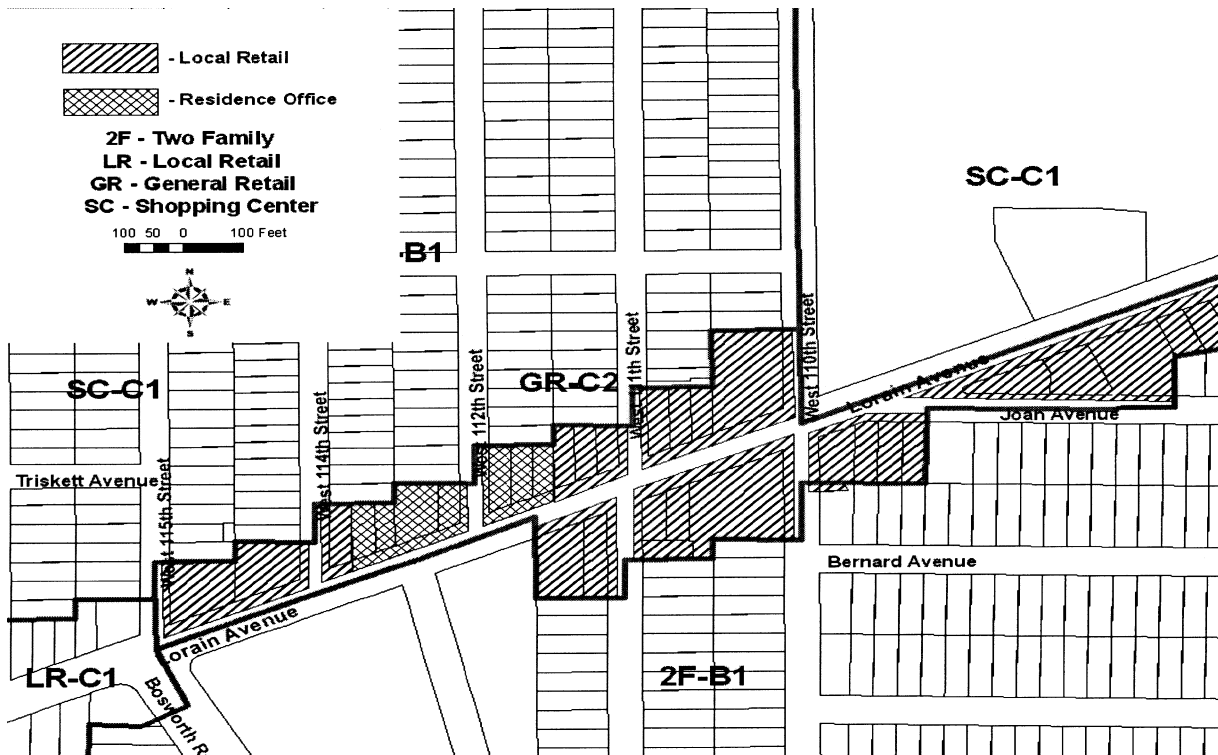 - Local Retail
- Residence Office
2F - Two Family
LR - Local Retail
GR - General Retail
SC - Shopping Center
100 50 0 100 Feet
N
W E
S
-B1
SC-C1
SC-C1
GR-C2
West 110th Street
West 112th Street
West 114th Street
West 115th Street
Lorain Avenue
Joan Avenue
Triskett Avenue
Bernard Avenue
Lorain Avenue
LR-C1
2F-B1
Bosworth R